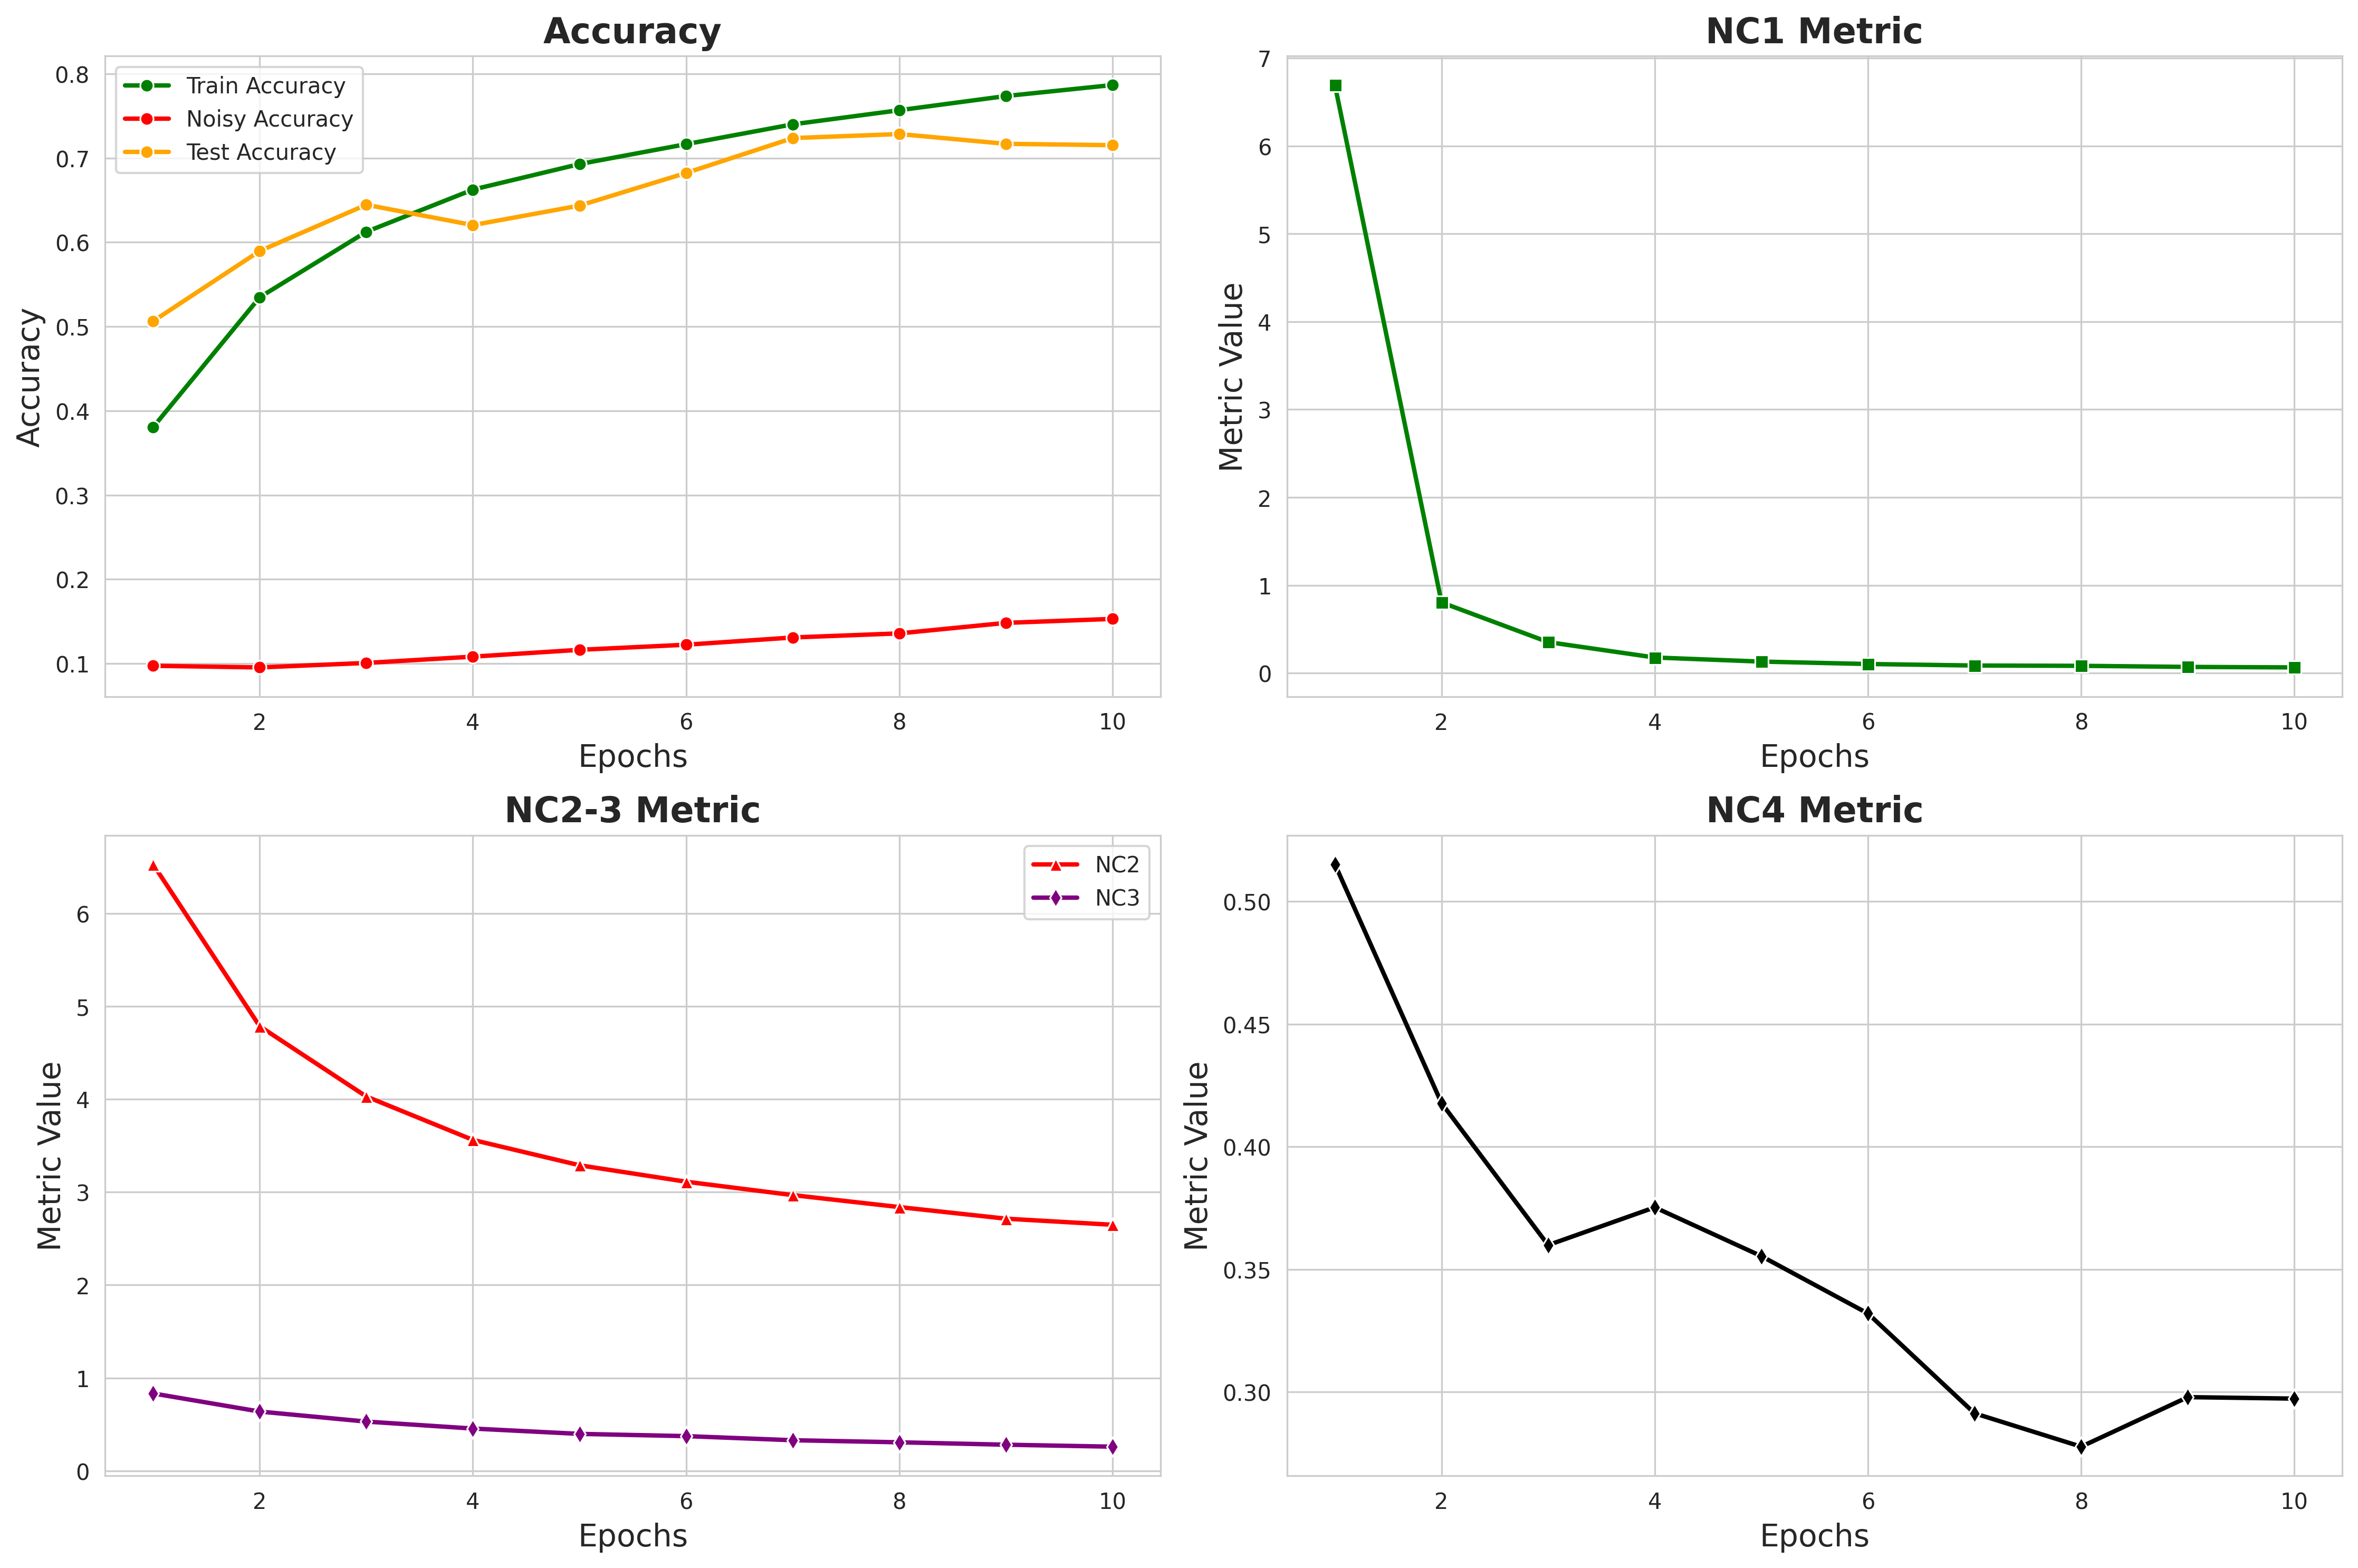 Accuracy
Train Accuracy
Noisy Accuracy
Test Accuracy
0.8
0.7
0.6
0.5
0.4
0.3
0.2
0.1
Accuracy
2 4 6 8 10
Epochs
NC1 Metric
7
6
5
4
3
2
1
0
Metric Value
2 4 6 8 10
Epochs
NC2-3 Metric
NC2
NC3
6
5
4
3
2
1
0
Metric Value
2 4 6 8 10
Epochs
NC4 Metric
0.50
0.45
0.40
0.35
0.30
Metric Value
2 4 6 8 10
Epochs